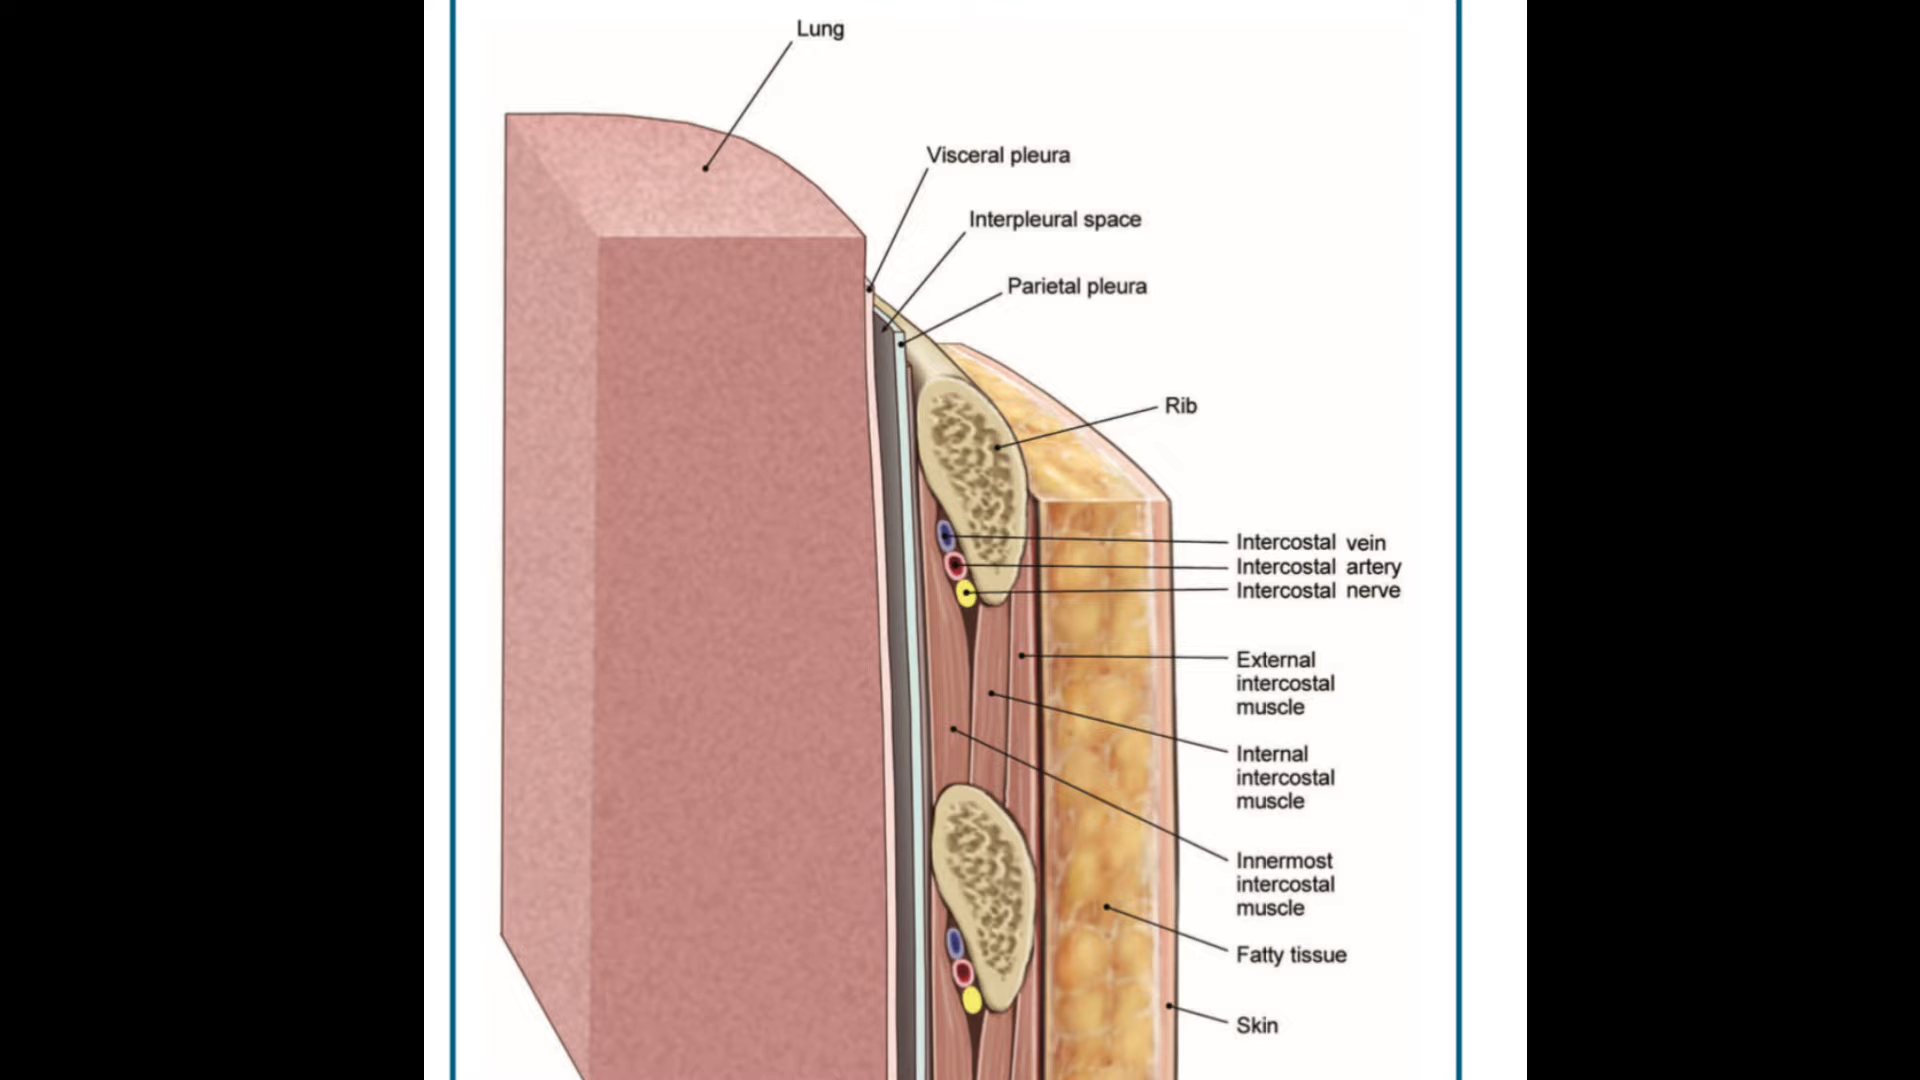 Lung
Visceral pleura
Interpleural space
Parietal pleura
Rib
Intercostal vein
Intercostal artery
Intercostal nerve
External
intercostal
muscle
Internal
intercostal
muscle
Innermost
intercostal
muscle
Fatty tissue
Skin